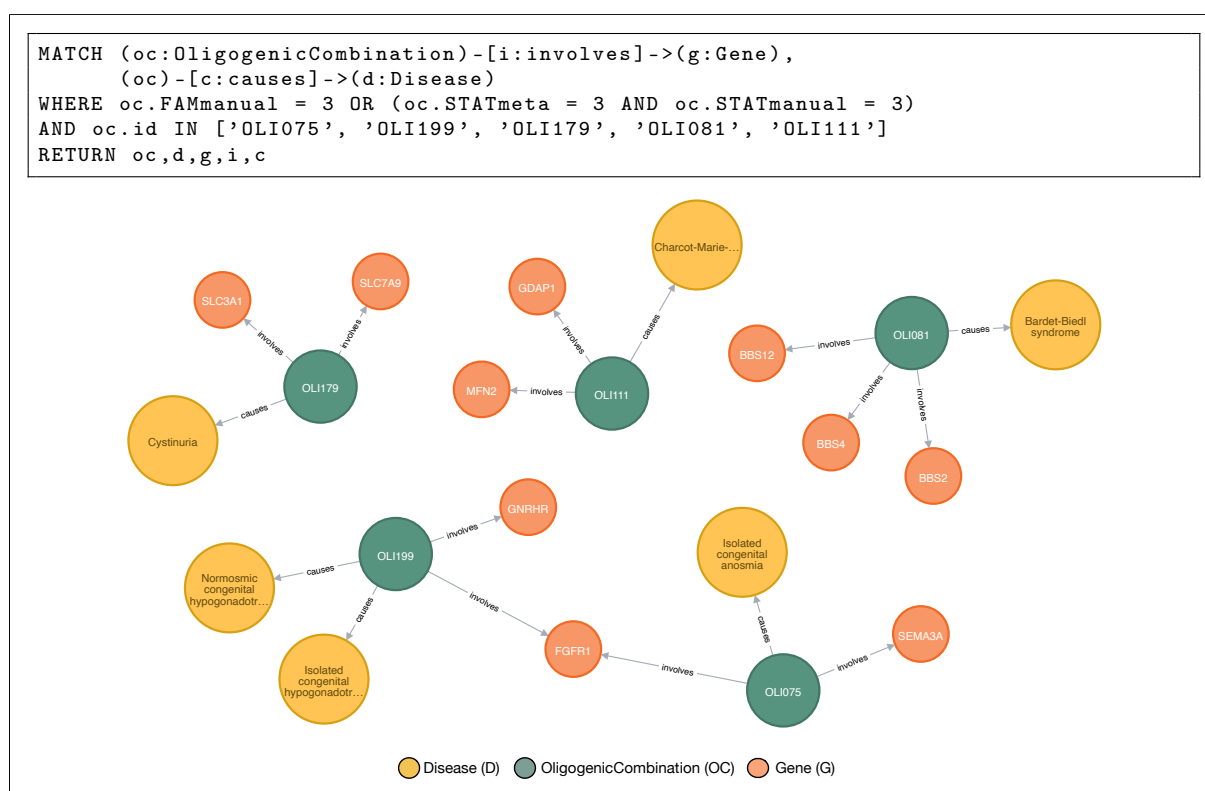 MATCH (oc:OligogenicCombination)-[i:involves]->(g:Gene),
(oc)-[c:causes]->(d:Disease)
WHERE oc.FAMmanual = 3 OR (oc.STATmeta = 3 AND oc.STATmanual = 3)
AND oc.id IN ['OLI075', 'OLI199', 'OLI179', 'OLI081', 'OLI111']
RETURN oc,d,g,i,c
Charcot-Marie-…
SLC3A1
SLC7A9
GDAP1
involves
involves
involves
causes
OLI179
MFN2
involves
OLI111
causes
Cystinuria
OLI081
causes
Bardet-Biedl
syndrome
BBS12
involves
involves
involves
BBS4
BBS2
GNRHR
involves
OLI199
causes
Normosmic
congenital
hypogonadotr…
causes
involves
Isolated
congenital
hypogonadotr…
FGFR1
Isolated
congenital
anosmia
causes
SEMA3A
involves
involves
OLI075
Disease (D)
OligogenicCombination (OC)
Gene (G)